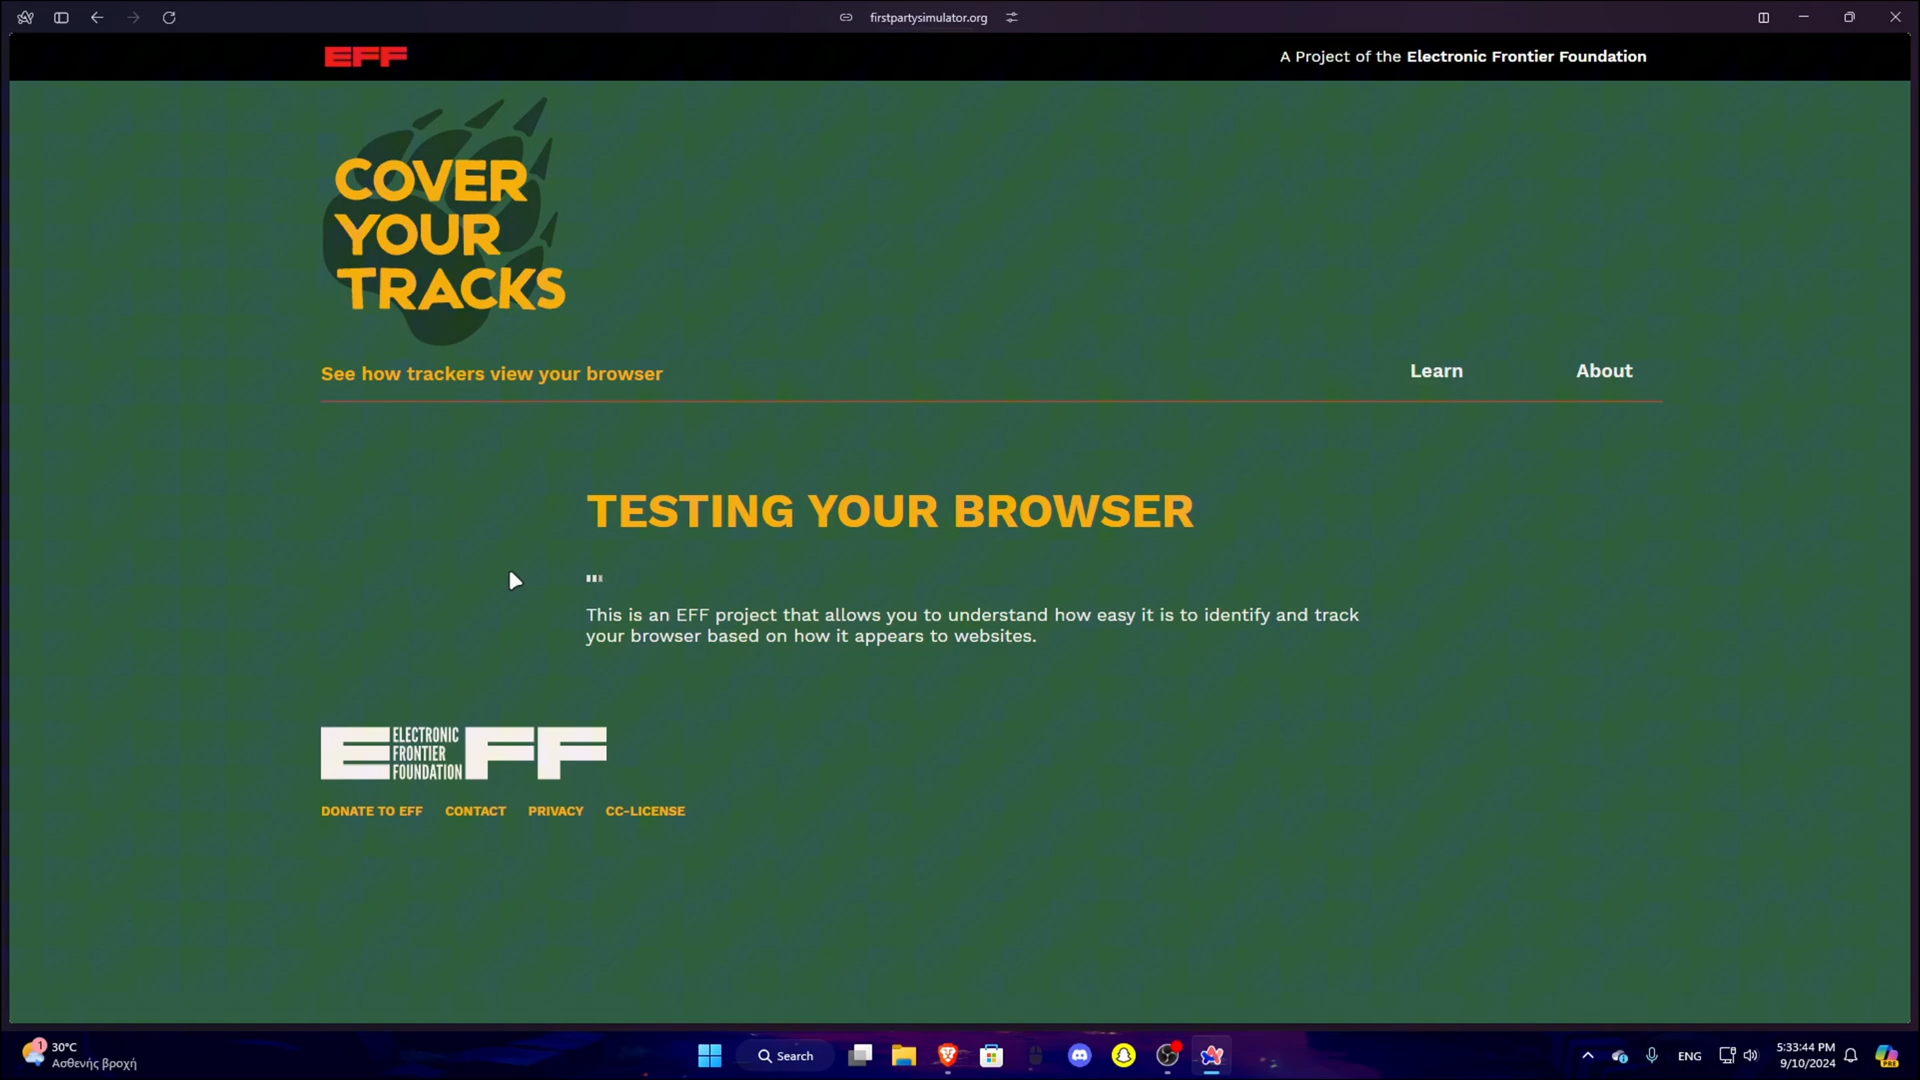 firstpartysimulator.org
EFF
A Project of the Electronic Frontier Foundation
COVER
YOUR
TRACKS
See how trackers view your browser
Learn
About
TESTING YOUR BROWSER
This is an EFF project that allows you to understand how easy it is to identify and track
your browser based on how it appears to websites.
EFF
ELECTRONIC
FRONTIER
FOUNDATION
DONATE TO EFF
CONTACT
PRIVACY
CC-LICENSE
1
30°C
Ασθενής βροχή
Search
ENG
5:33:44 PM
9/10/2024
PRE